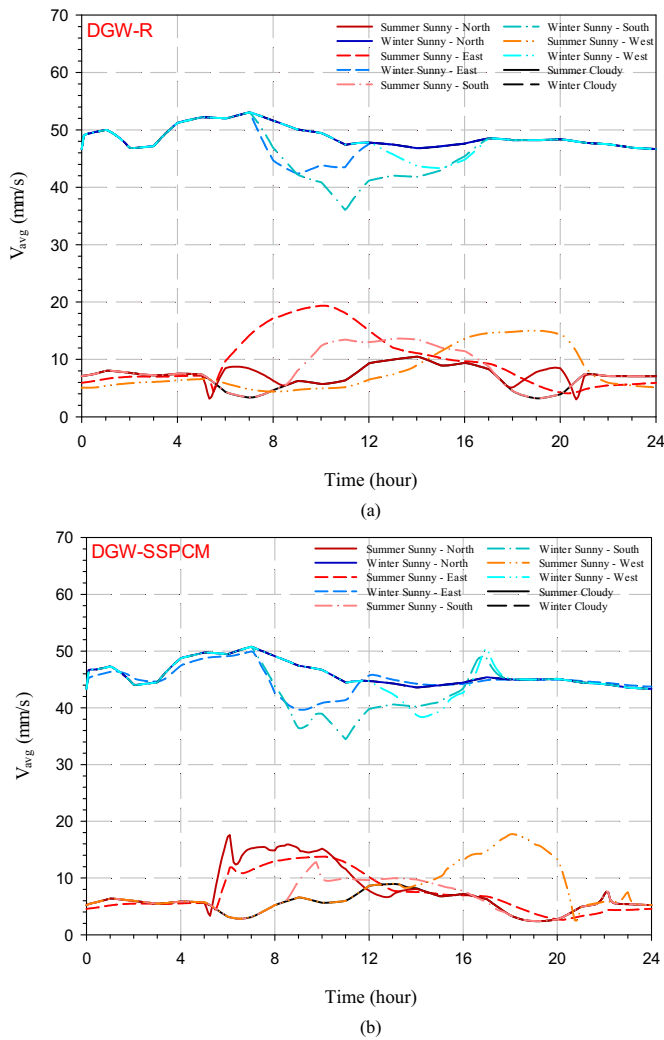 DGW-R
Summer Sunny - North
Winter Sunny - North
Summer Sunny - East
Winter Sunny - East
Summer Sunny - South
Winter Sunny - South
Summer Sunny - West
Winter Sunny - West
Summer Cloudy
Winter Cloudy
70
60
50
40
30
20
10
0
Vavg (mm/s)
0 4 8 12 16 20 24
Time (hour)
(a)
DGW-SSPCM
Summer Sunny - North
Winter Sunny - North
Summer Sunny - East
Winter Sunny - East
Summer Sunny - South
Winter Sunny - South
Summer Sunny - West
Winter Sunny - West
Summer Cloudy
Winter Cloudy
70
60
50
40
30
20
10
0
Vavg (mm/s)
0 4 8 12 16 20 24
Time (hour)
(b)